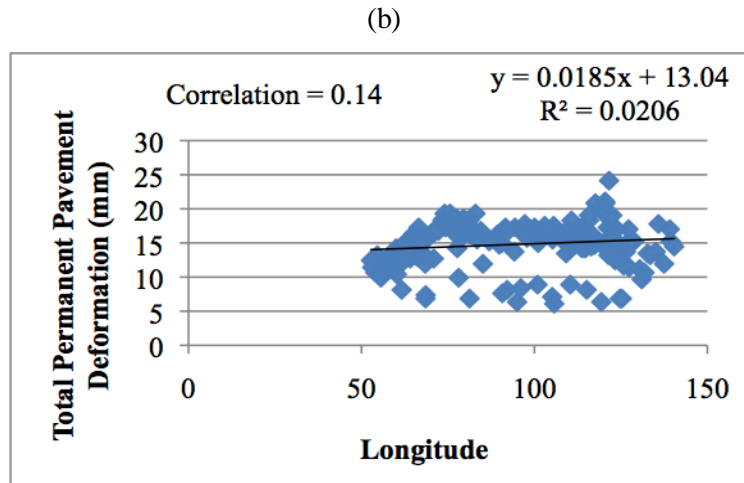 (b)
Correlation = 0.14
y = 0.0185x + 13.04
R² = 0.0206
Total Permanent Pavement
Deformation (mm)
30
25
20
15
10
5
0
0
50
100
150
Longitude